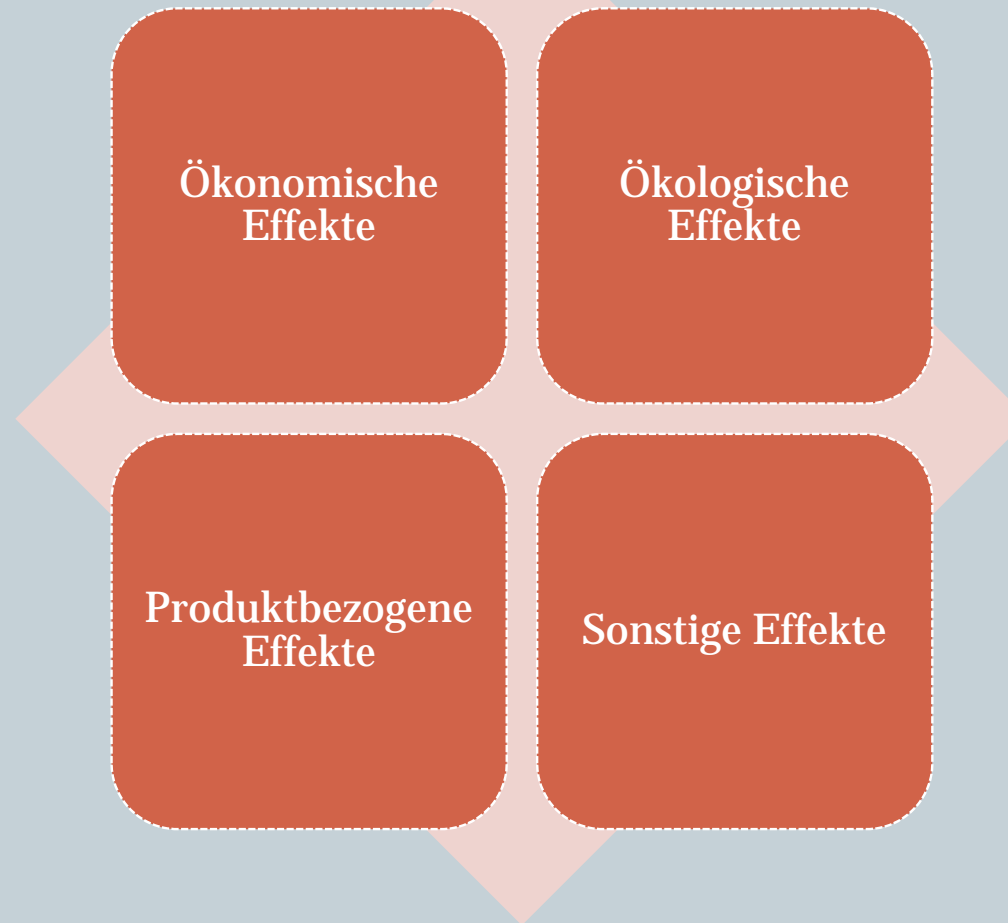 Ökonomische
Effekte
Ökologische
Effekte
Produktbezogene
Effekte
Sonstige Effekte